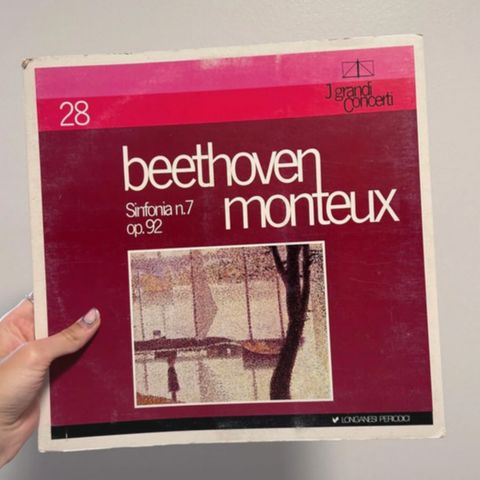 28
I grandi
Concerti
beethoven
monteux
Sinfonia n.7
op.92
LONGANESI PERIODICI